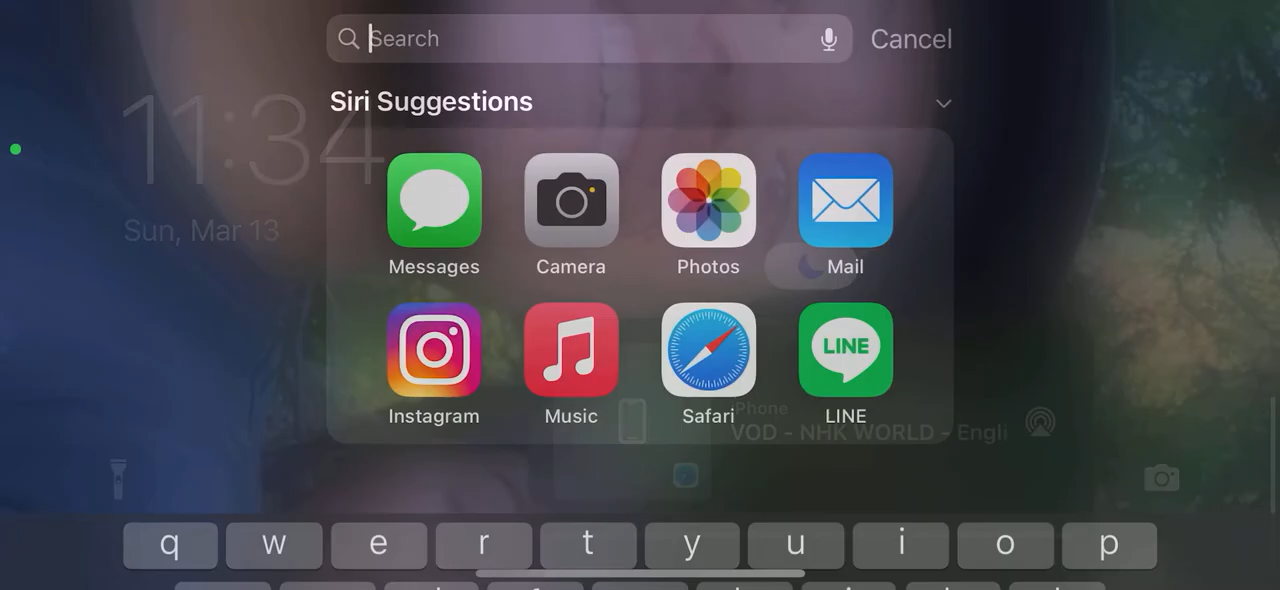 Search
Cancel
Siri Suggestions
11:34
Sun, Mar 13
Messages
Camera
Photos
Mail
LINE
Instagram
Music
Safari
LINE
Phone
VOD - NHK WORLD - Engli
q w e r t y u i o p